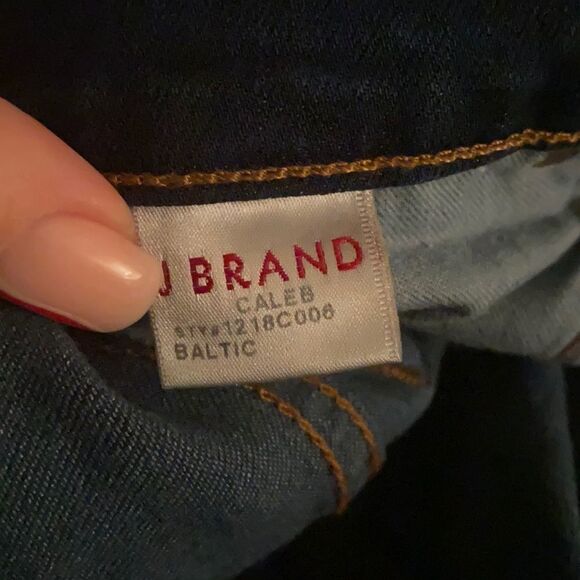 J BRAND
CALEB
STY#1218C006
BALTIC